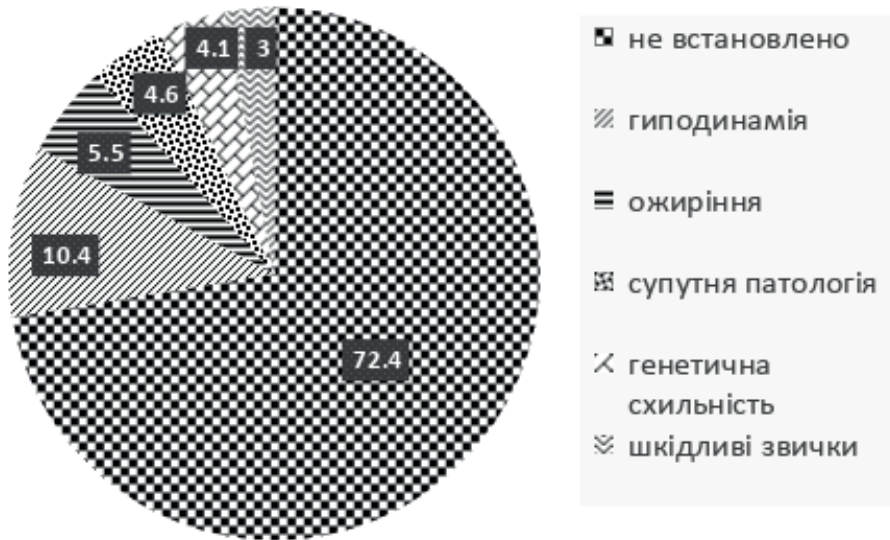 4.1
3
4.6
5.5
10.4
72.4
не встановлено
гиподинамія
ожиріння
супутня патологія
генетична
схильність
шкідливі звички